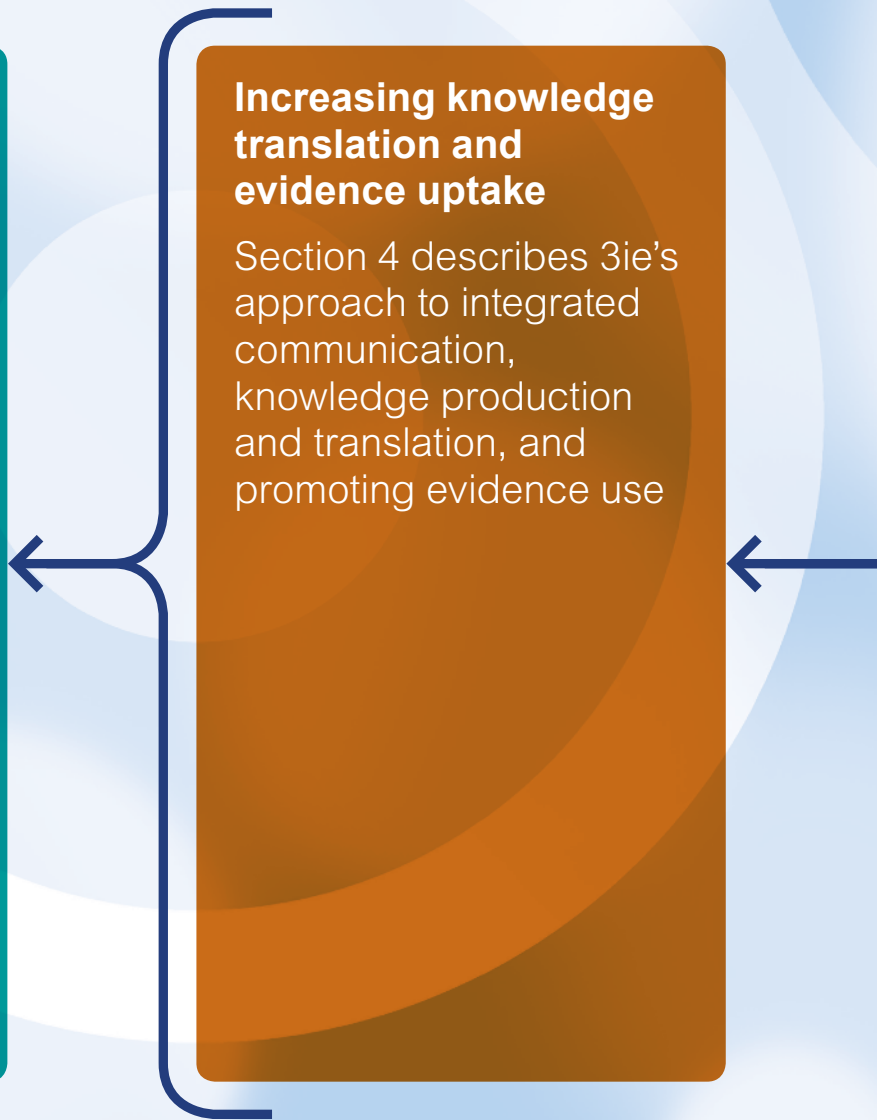 Increasing knowledge
translation and
evidence uptake
Section 4 describes 3ie’s
approach to integrated
communication,
knowledge production
and translation, and
promoting evidence use